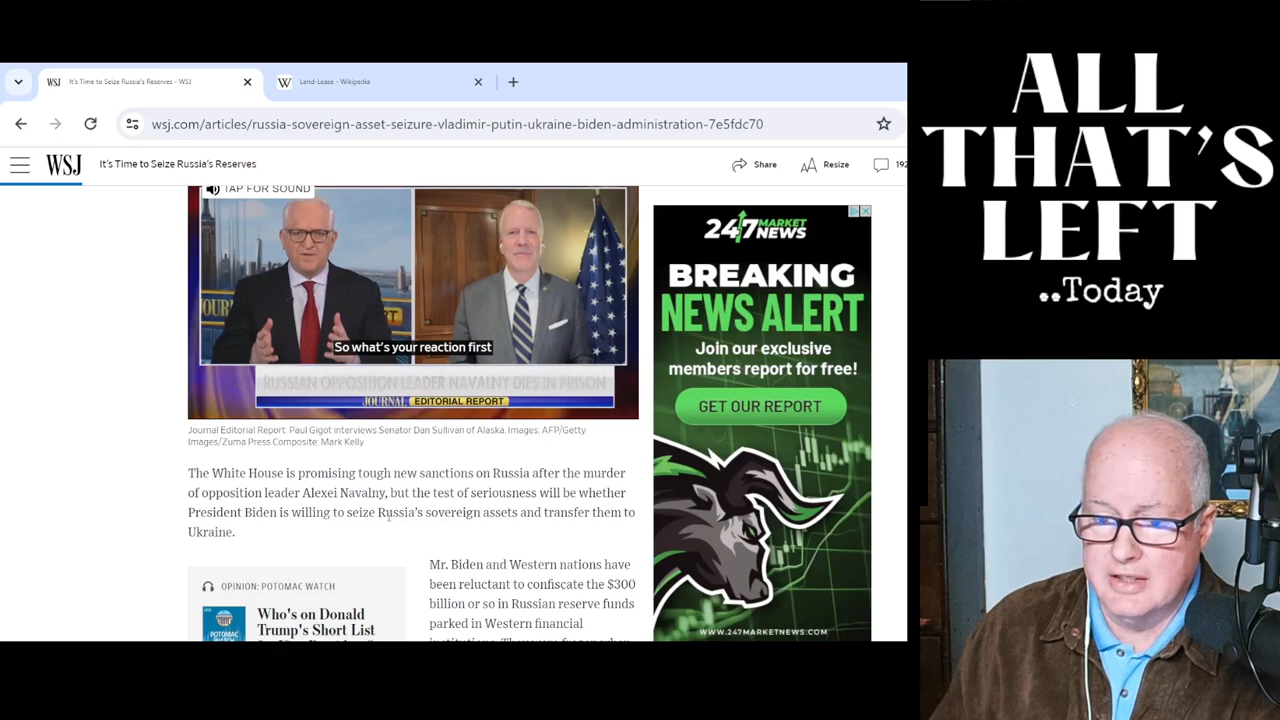 It's Time to Seize Russia's Reserves - WSJ
Lend-Lease - Wikipedia
wsj.com/articles/russia-sovereign-asset-seizure-vladimir-putin-ukraine-biden-administration-7e5fdc70
WSJ
It's Time to Seize Russia's Reserves
Share
AA Resize
192
TAP FOR SOUND
So what's your reaction first
RUSSIAN OPPOSITION LEADER NAVALNY DIES IN PRISON
JOURNAL EDITORIAL REPORT
Journal Editorial Report: Paul Gigot interviews Senator Dan Sullivan of Alaska. Images: AFP/Getty
Images/Zuma Press Composite: Mark Kelly
The White House is promising tough new sanctions on Russia after the murder
of opposition leader Alexei Navalny, but the test of seriousness will be whether
President Biden is willing to seize Russia's sovereign assets and transfer them to
Ukraine.
OPINION: POTOMAC WATCH
Who's on Donald
Trump's Short List
Mr. Biden and Western nations have
been reluctant to confiscate the $300
billion or so in Russian reserve funds
parked in Western financial
24/7 MARKET
NEWS
BREAKING
NEWS ALERT
Join our exclusive
members report for free!
GET OUR REPORT
WWW.247MARKETNEWS.COM
ALL
THAT'S
LEFT
..Today